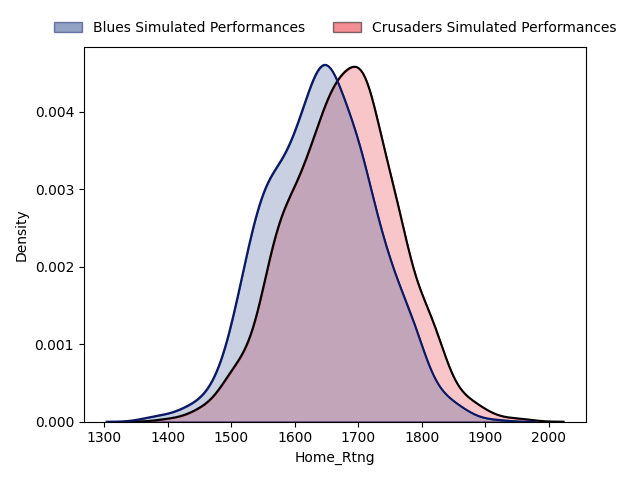 Blues Simulated Performances
Crusaders Simulated Performances
Density
0.004
0.003
0.002
0.001
0.000
1300 1400 1500 1600 1700 1800 1900 2000
Home_Rtng